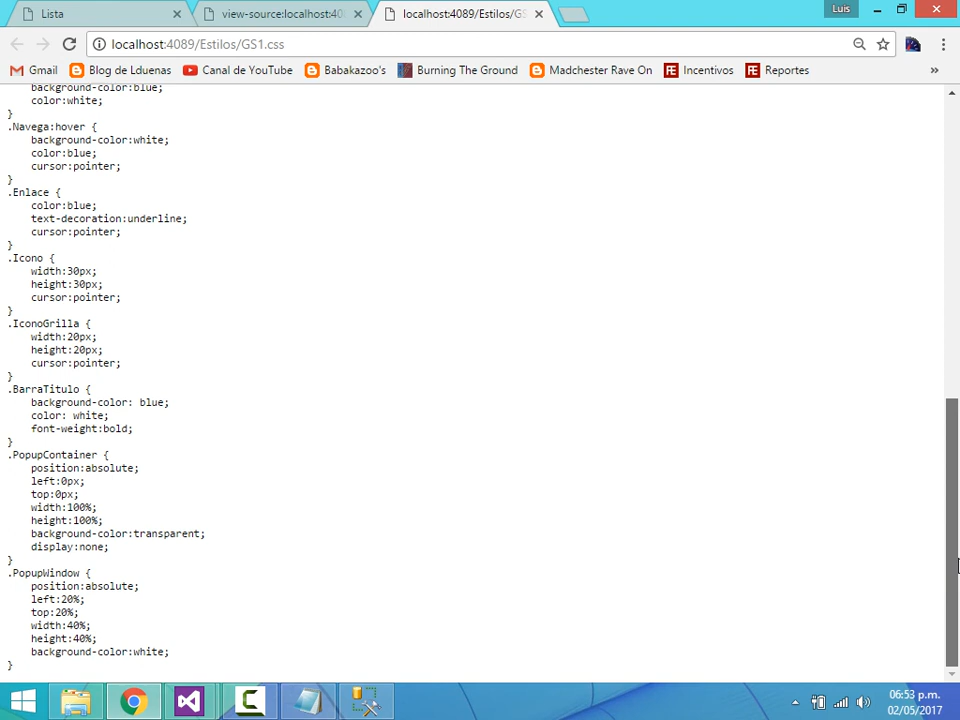 Lista
view-source:localhost:40
localhost:4089/Estilos/GS
Luis
localhost:4089/Estilos/GS1.css
Gmail
Blog de Lduenas
Canal de YouTube
Babakazoo's
Burning The Ground
Madchester Rave On
FE Incentivos
FE Reportes
»
background-color:blue;
color:white;
}
.Navega:hover {
background-color:white;
color:blue;
cursor:pointer;
}
.Enlace {
color:blue;
text-decoration:underline;
cursor:pointer;
}
.Icono {
width:30px;
height:30px;
cursor:pointer;
}
.IconoGrilla {
width:20px;
height:20px;
cursor:pointer;
}
.BarraTitulo {
background-color: blue;
color: white;
font-weight:bold;
}
.PopupContainer {
position:absolute;
left:0px;
top:0px;
width:100%;
height:100%;
background-color:transparent;
display:none;
}
.PopupWindow {
position:absolute;
left:20%;
top:20%;
width:40%;
height:40%;
background-color:white;
}
06:53 p.m.
02/05/2017